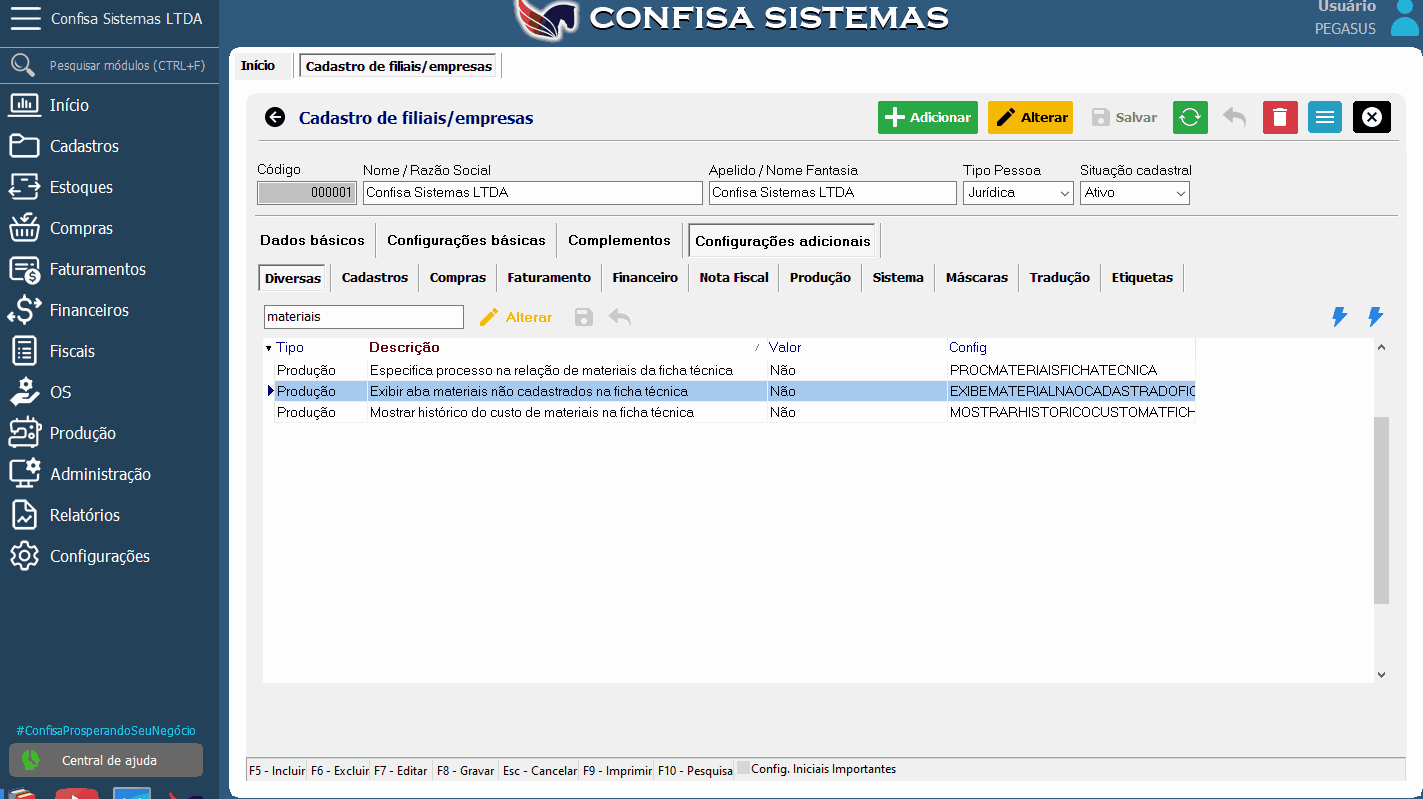 Confisa Sistemas LTDA
CONFISA SISTEMAS
Usuário
PEGASUS
Pesquisar módulos (CTRL+F)
Início
Cadastros
Estoques
Compras
Faturamentos
Financeiros
Fiscais
OS
Produção
Administração
Relatórios
Configurações
#ConfisaProsperandoSeuNegócio
Central de ajuda
Início Cadastro de filiais/empresas
Cadastro de filiais/empresas Adicionar Alterar Salvar
Código Nome / Razão Social Apelido / Nome Fantasia Tipo Pessoa Situação cadastral
000001 Confisa Sistemas LTDA Confisa Sistemas LTDA Jurídica Ativo
Dados básicos Configurações básicas Complementos Configurações adicionais
Diversas Cadastros Compras Faturamento Financeiro Nota Fiscal Produção Sistema Máscaras Tradução Etiquetas
materiais Alterar
Tipo Descrição Valor Config
Produção Especifica processo na relação de materiais da ficha técnica Não PROCMATERIAISFICHATECNICA
Produção Exibir aba materiais não cadastrados na ficha técnica Não EXIBEMATERIALNAOCADASTRADOFIC
Produção Mostrar histórico do custo de materiais na ficha técnica Não MOSTRARHISTORICOCUSTOMATFICH
F5 - Incluir F6 - Excluir F7 - Editar F8 - Gravar Esc - Cancelar F9 - Imprimir F10 - Pesquisa Config. Iniciais Importantes